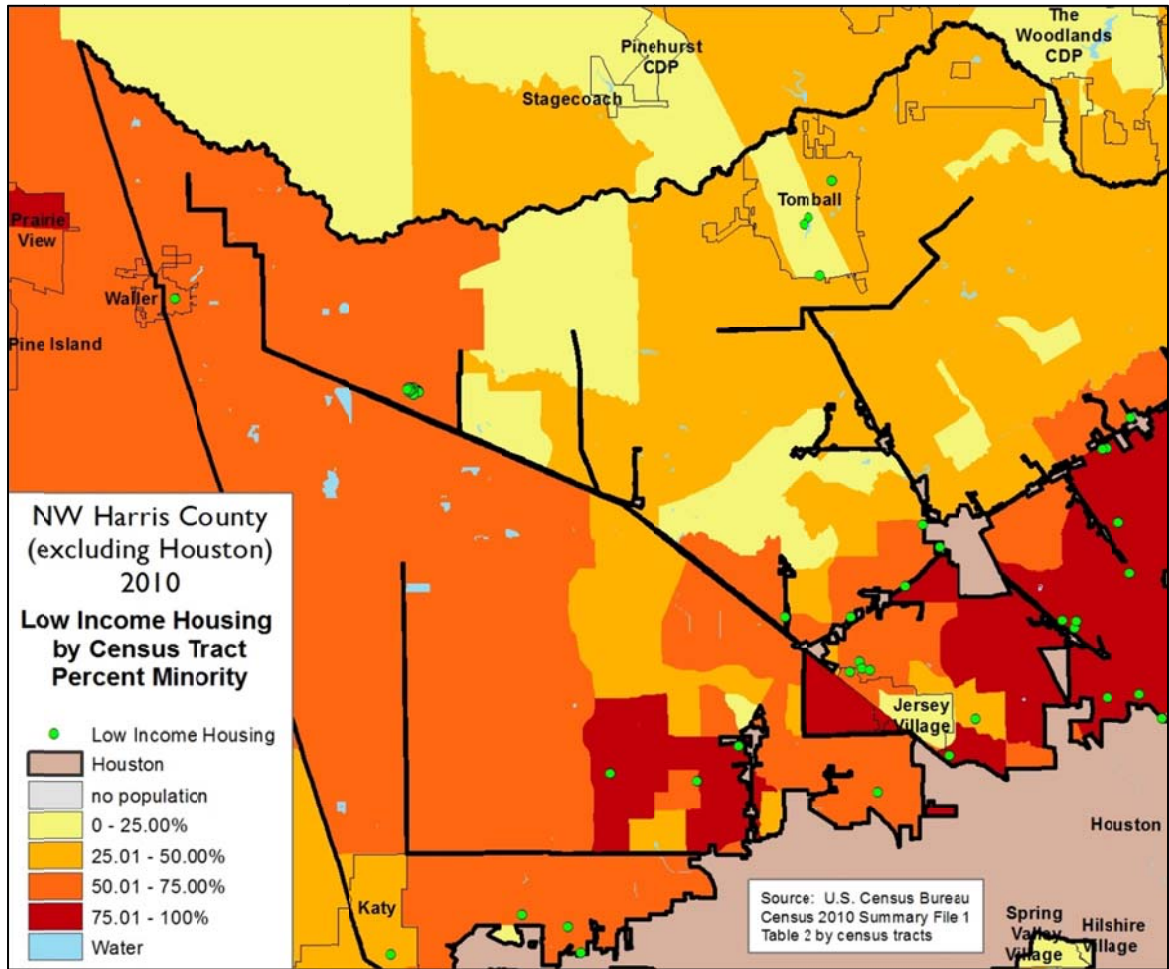 The
Woodlands
CDP
Pinehurst
CDP
Stagecoach
Tomball
Prairie
View
Waller
Pine Island
NW Harris County
(excluding Houston)
2010
Low Income Housing
by Census Tract
Percent Minority
Low Income Housing
Houston
no population
0 - 25.00%
25.01 - 50.00%
50.01 - 75.00%
75.01 - 100%
Water
Jersey
Village
Houston
Katy
Source: U.S. Census Bureau
Census 2010 Summary File 1
Table 2 by census tracts
Spring
Valley
Village
Hilshire
Village